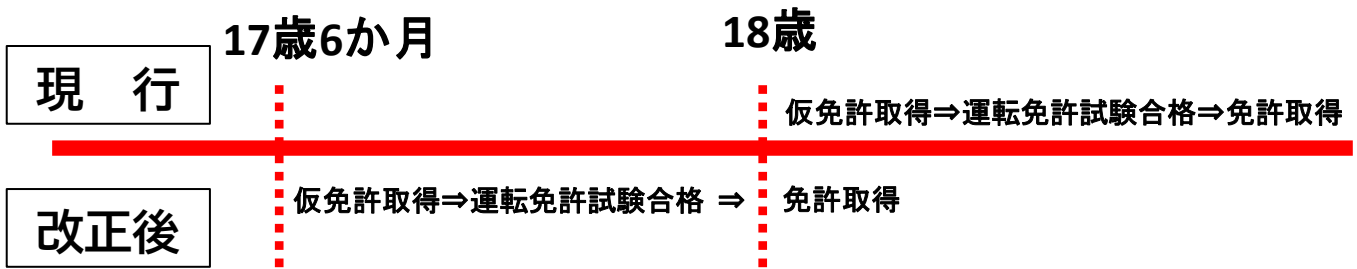 17歳6か月
18歳
現 行
仮免許取得⇒運転免許試験合格⇒免許取得
改正後
仮免許取得⇒運転免許試験合格 ⇒ 免許取得